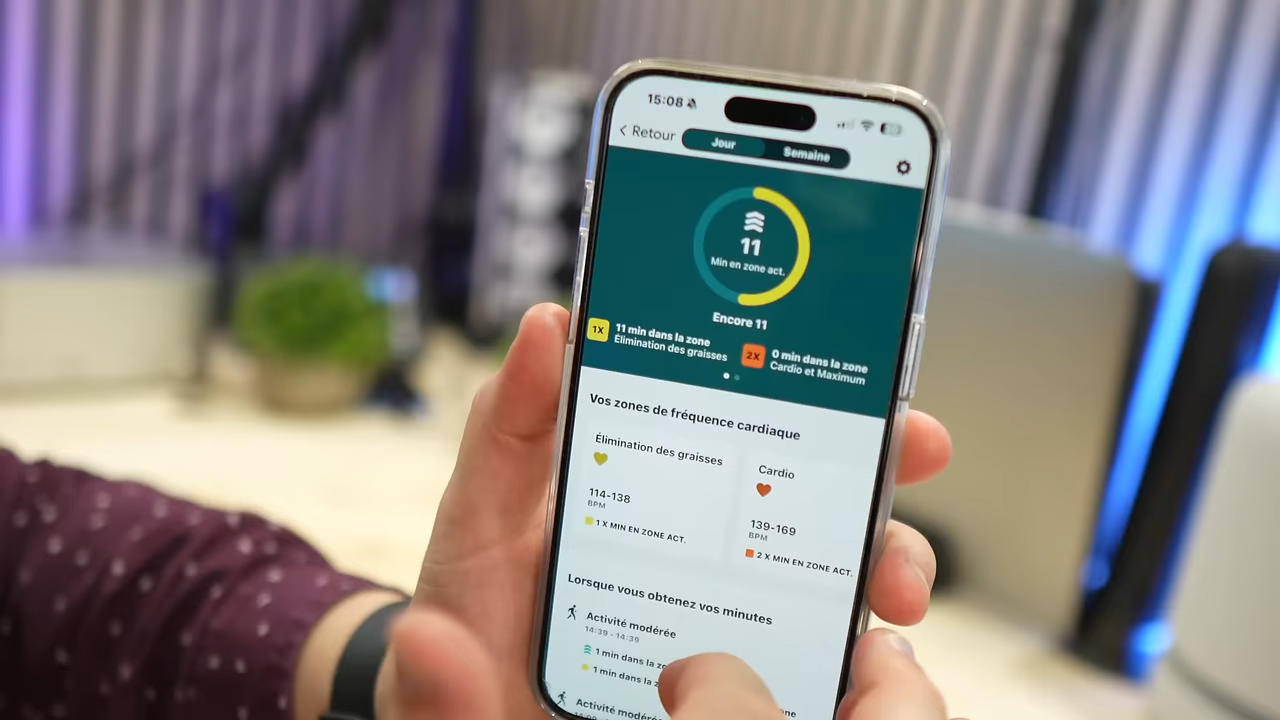 15:08
Retour
Jour
Semaine
11
Min en zone act.
Encore 11
1X
11 min dans la zone
Élimination des graisses
2X
0 min dans la zone
Cardio et Maximum
Vos zones de fréquence cardiaque
Élimination des graisses
114-138
BPM
1 X MIN EN ZONE ACT.
Cardio
139-169
BPM
2 X MIN EN ZONE ACT.
Lorsque vous obtenez vos minutes
Activité modérée
14:39 - 14:39
1 min dans la
1 min dans la
Activité modéré